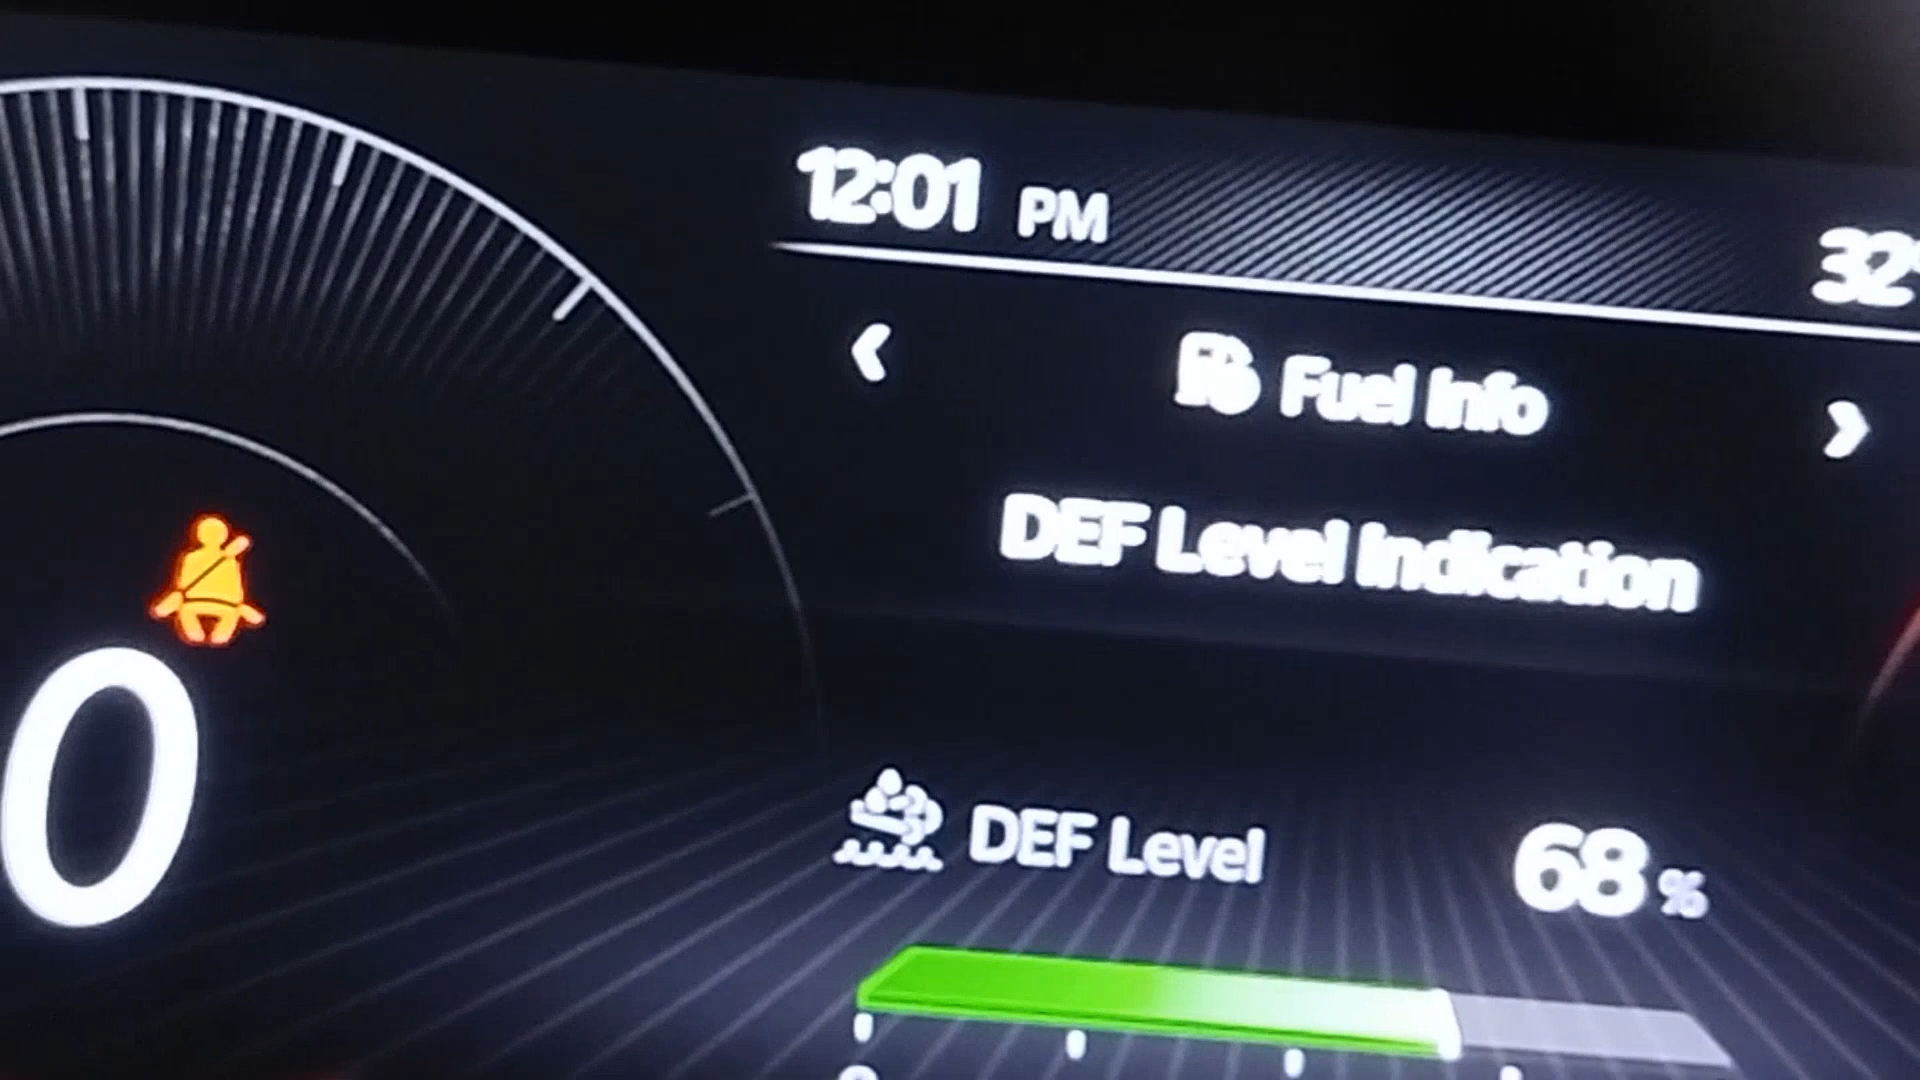 12:01 PM
32°
Fuel Info
DEF Level Indication
0
DEF Level 68 %